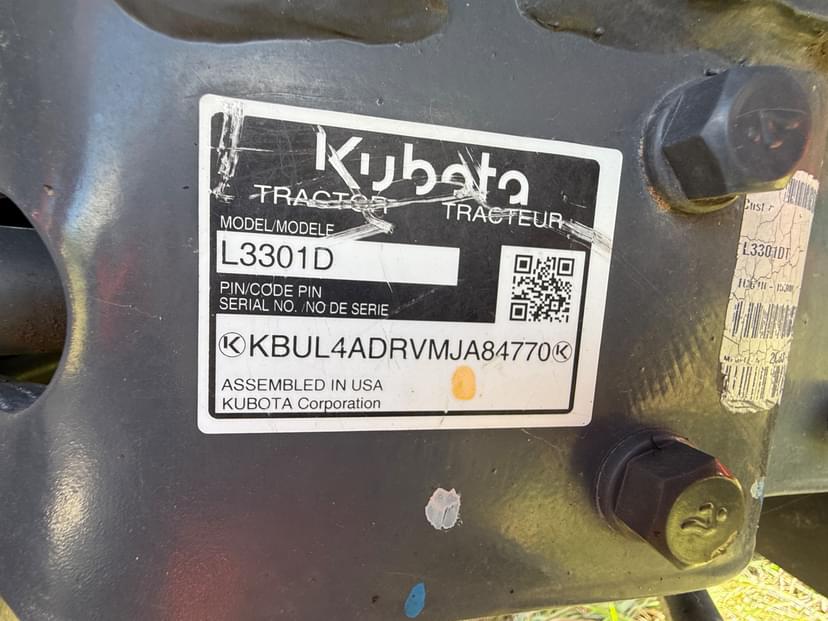 Kubota
TRACTOR TRACTEUR
MODEL/MODELE
L3301D
PIN/CODE PIN
SERIAL NO. /NO DE SERIE
KBUL4ADRVMJA84770
ASSEMBLED IN USA
KUBOTA Corporation
L3301DT